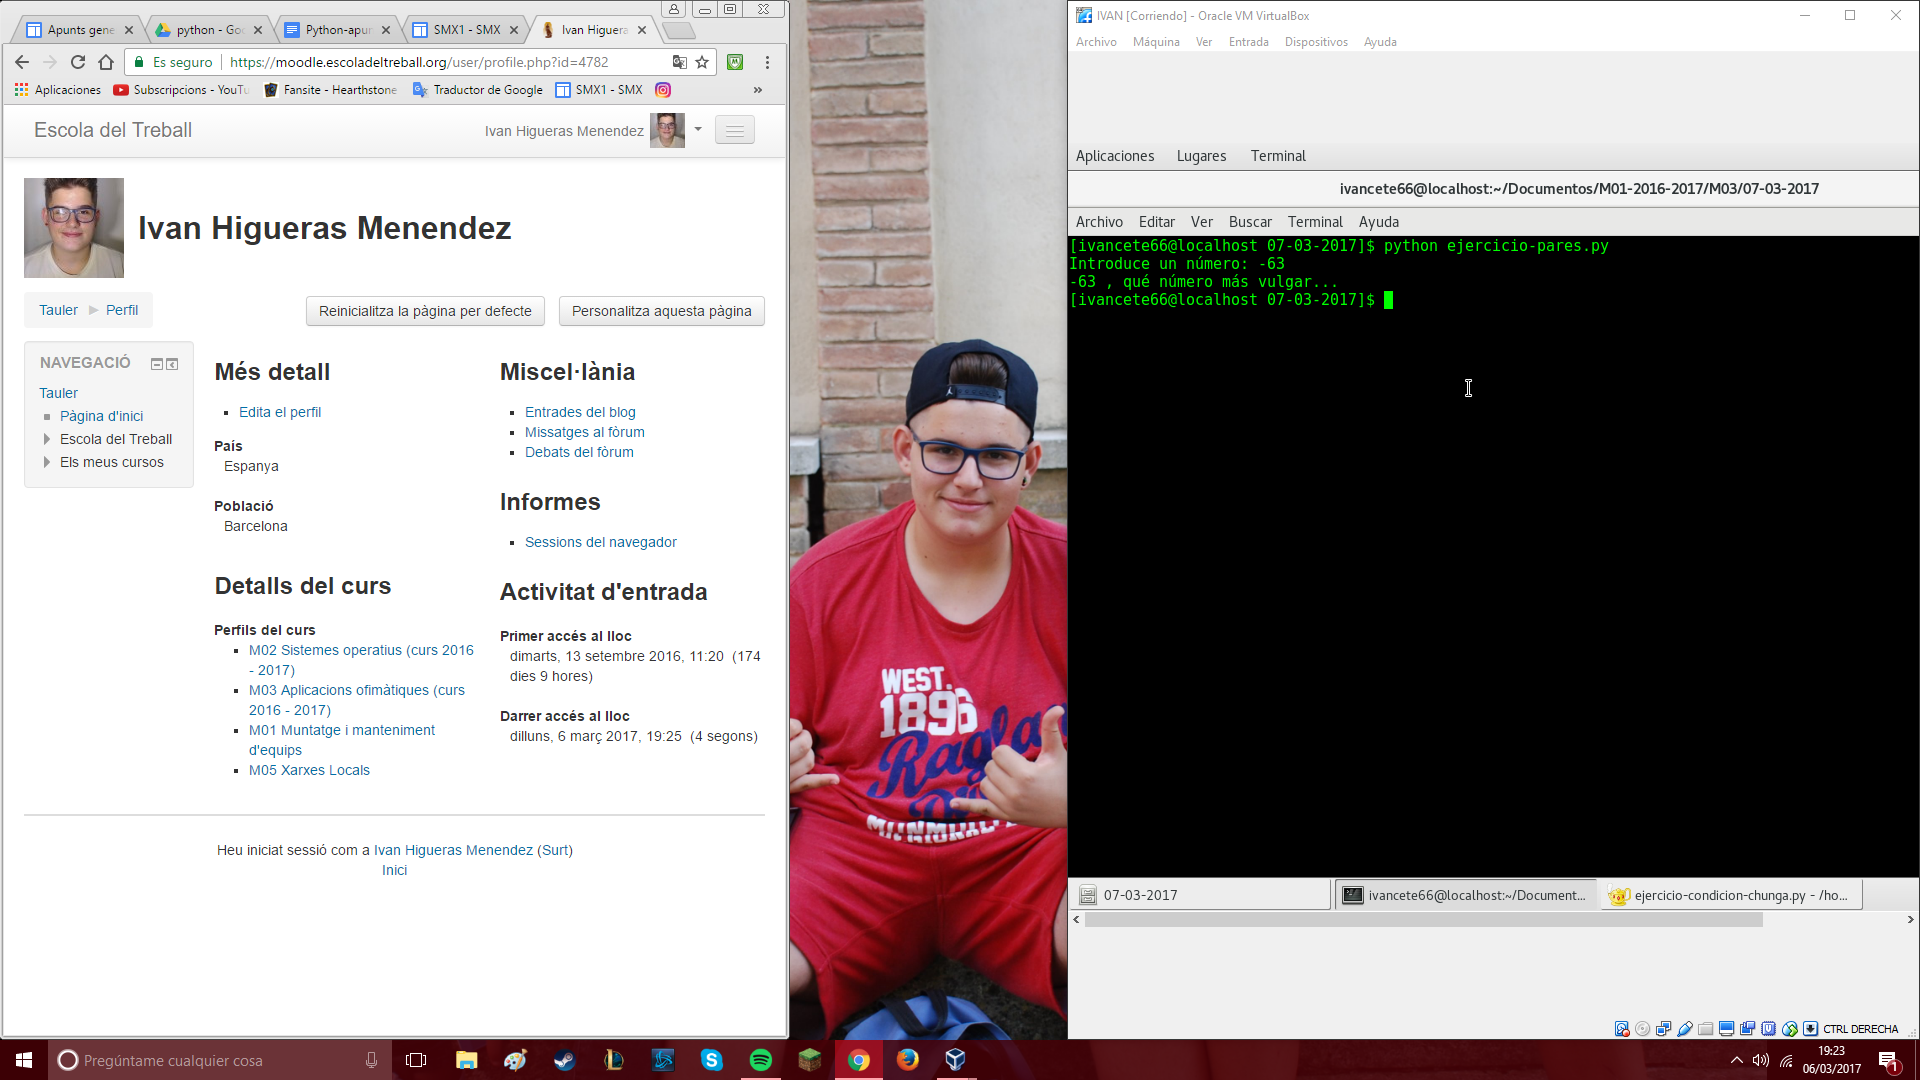 Apunts gene
python - Goo
Python-apur
SMX1 - SMX
Ivan Higuera
Es seguro
https://moodle.escoladeltreball.org/user/profile.php?id=4782
Aplicaciones
Subscripcions - YouTu
Fansite - Hearthstone
Traductor de Google
SMX1 - SMX
»
Escola del Treball
Ivan Higueras Menendez
Ivan Higueras Menendez
Tauler
Perfil
Reinicialitza la pàgina per defecte
Personalitza aquesta pàgina
NAVEGACIÓ
Tauler
Pàgina d'inici
Escola del Treball
Els meus cursos
Més detall
Edita el perfil
País
Espanya
Població
Barcelona
Detalls del curs
Perfils del curs
M02 Sistemes operatius (curs 2016
- 2017)
M03 Aplicacions ofimàtiques (curs
2016 - 2017)
M01 Muntatge i manteniment
d'equips
M05 Xarxes Locals
Miscel·lània
Entrades del blog
Missatges al fòrum
Debats del fòrum
Informes
Sessions del navegador
Activitat d'entrada
Primer accés al lloc
dimarts, 13 setembre 2016, 11:20 (174
dies 9 hores)
Darrer accés al lloc
dilluns, 6 març 2017, 19:25 (4 segons)
Heu iniciat sessió com a Ivan Higueras Menendez (Surt)
Inici
WEST.
1896
Raglan
IVAN [Corriendo] - Oracle VM VirtualBox
Archivo Máquina Ver Entrada Dispositivos Ayuda
Aplicaciones Lugares Terminal
ivancete66@localhost:~/Documentos/M01-2016-2017/M03/07-03-2017
Archivo Editar Ver Buscar Terminal Ayuda
[ivancete66@localhost 07-03-2017]$ python ejercicio-pares.py
Introduce un número: -63
-63 , qué número más vulgar...
[ivancete66@localhost 07-03-2017]$
07-03-2017
ivancete66@localhost:~/Document...
ejercicio-condicion-chunga.py - /ho...
CTRL DERECHA
Pregúntame cualquier cosa
19:23
06/03/2017
1